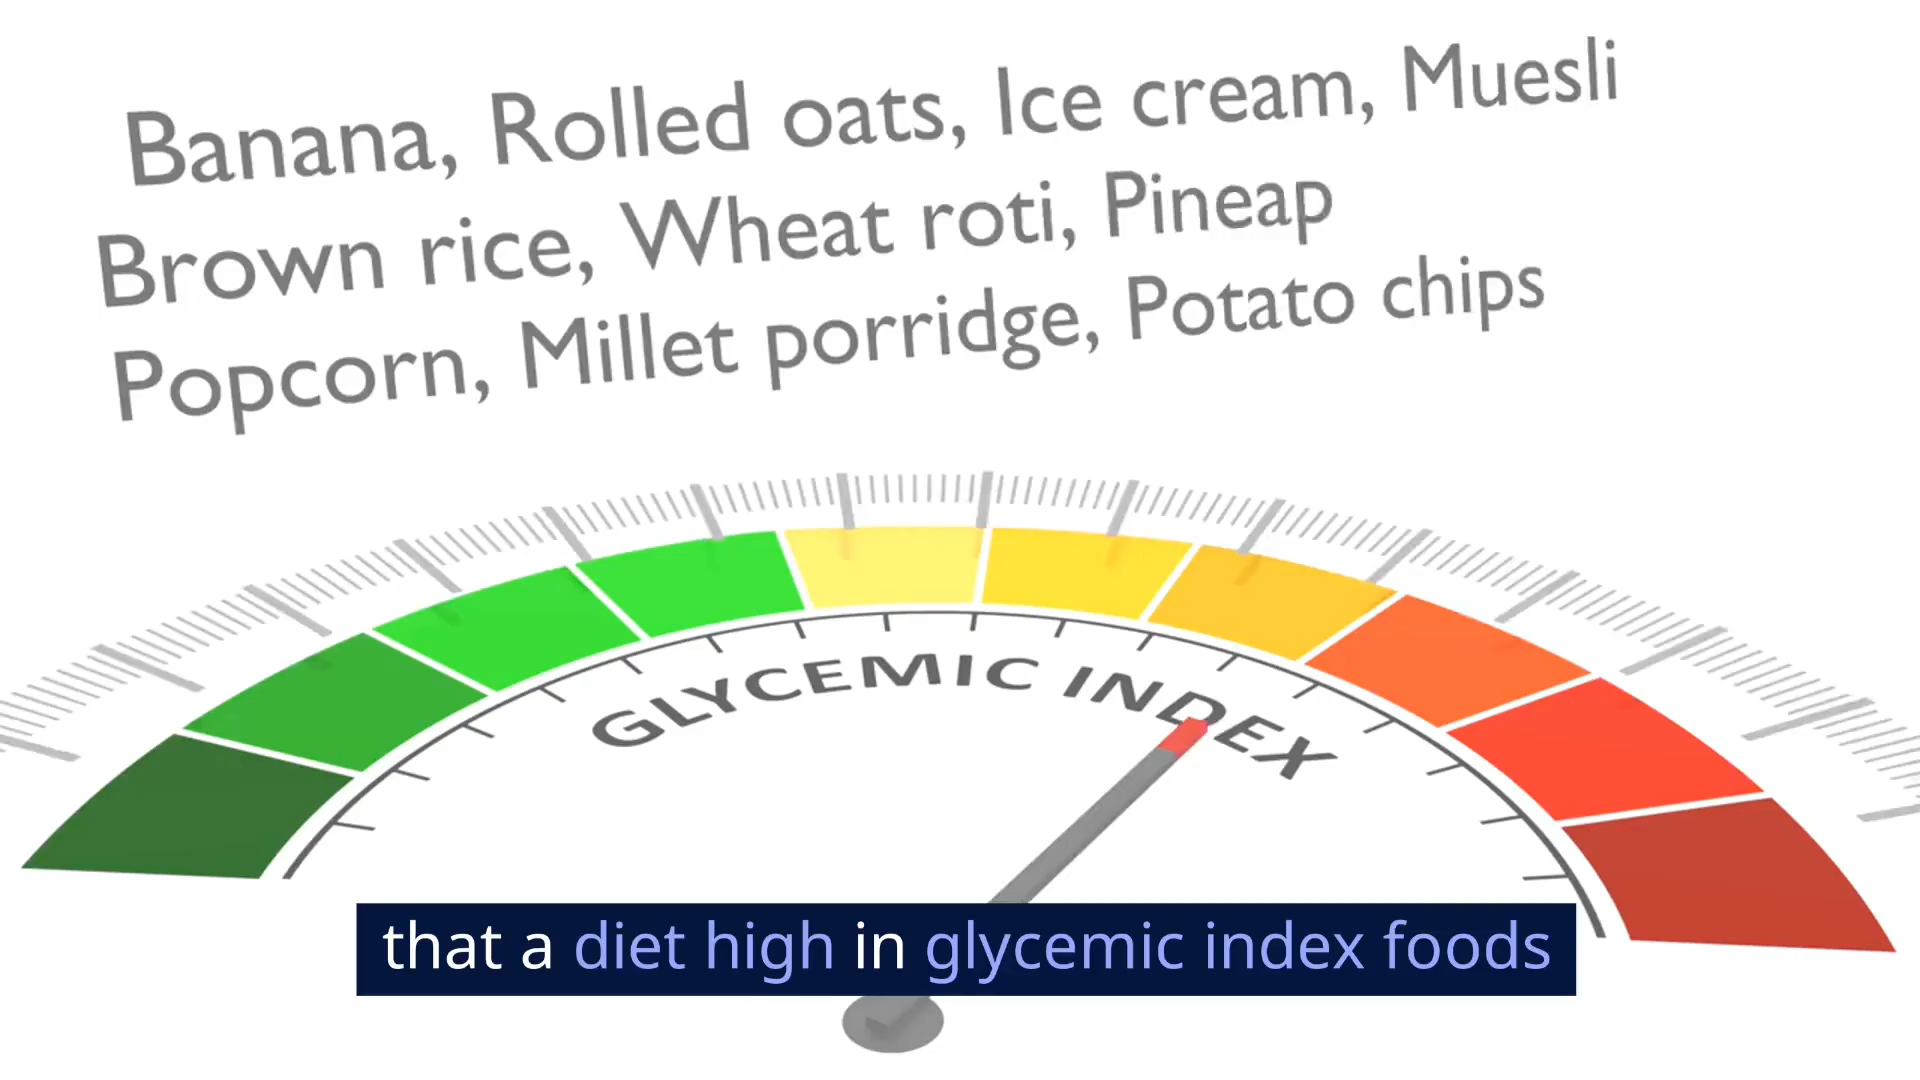 Banana, Rolled oats, Ice cream, Muesli
Brown rice, Wheat roti, Pineap
Popcorn, Millet porridge, Potato chips
GLYCEMIC INDEX
that a diet high in glycemic index foods